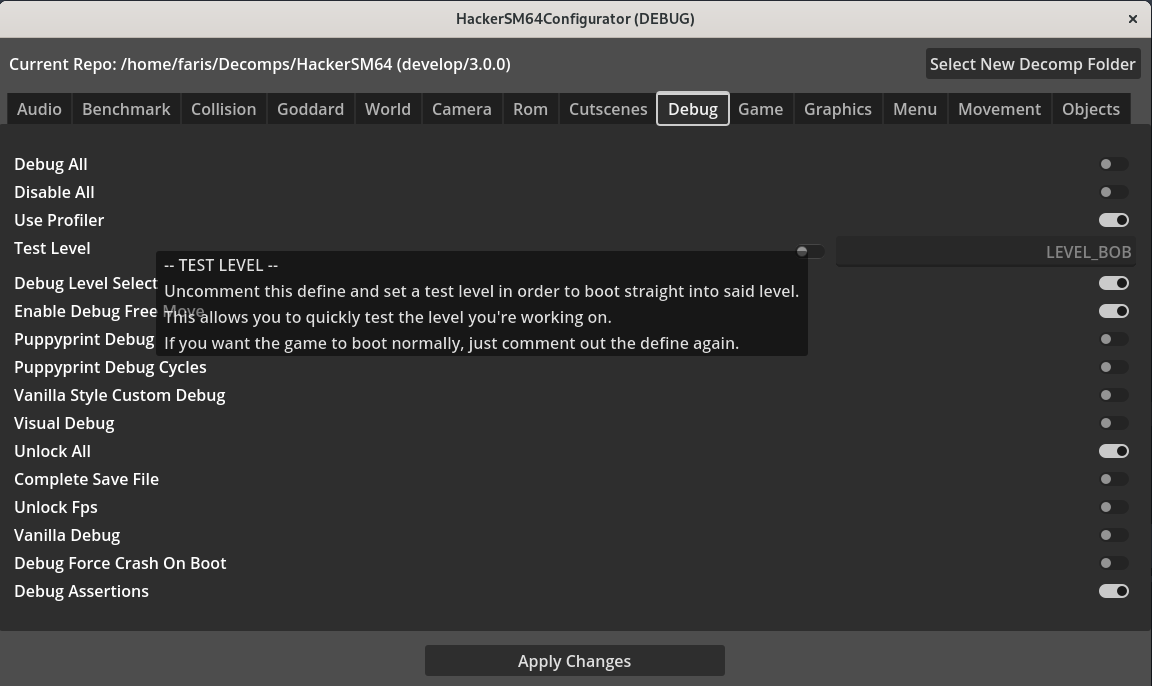 HackerSM64Configurator (DEBUG)
×
Current Repo: /home/faris/Decomps/HackerSM64 (develop/3.0.0)
Select New Decomp Folder
Audio Benchmark Collision Goddard World Camera Rom Cutscenes Debug Game Graphics Menu Movement Objects
Debug All
Disable All
Use Profiler
Test Level
LEVEL_BOB
-- TEST LEVEL --
Uncomment this define and set a test level in order to boot straight into said level.
This allows you to quickly test the level you're working on.
If you want the game to boot normally, just comment out the define again.
Debug Level Select
Enable Debug Free Move
Puppyprint Debug
Puppyprint Debug Cycles
Vanilla Style Custom Debug
Visual Debug
Unlock All
Complete Save File
Unlock Fps
Vanilla Debug
Debug Force Crash On Boot
Debug Assertions
Apply Changes